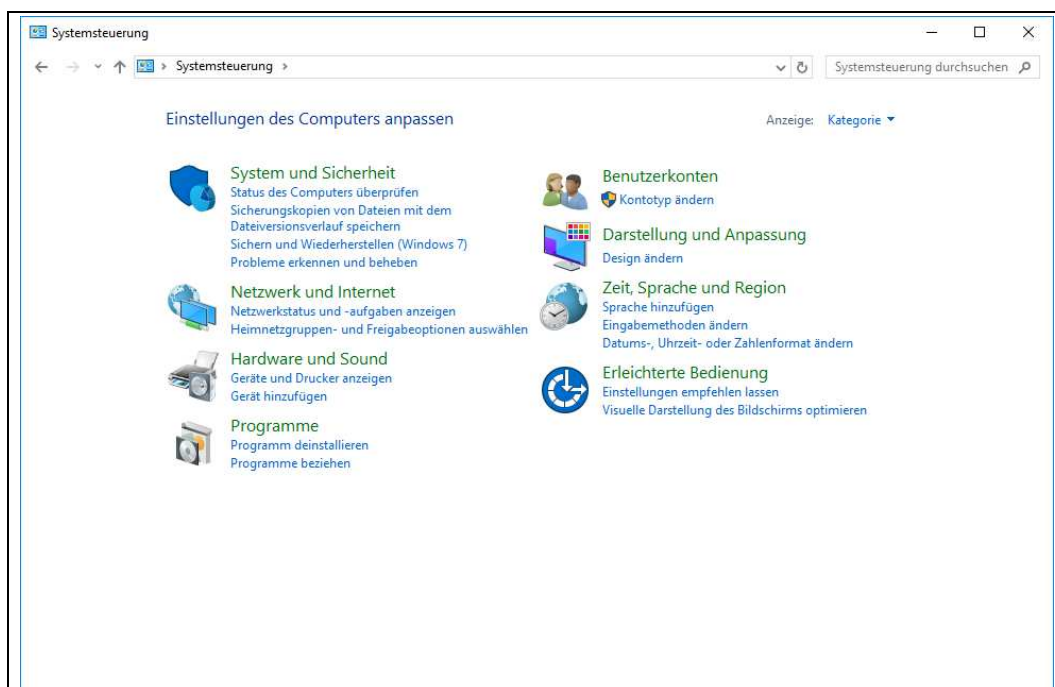 Systemsteuerung
Systemsteuerung
Systemsteuerung durchsuchen
Einstellungen des Computers anpassen
Anzeige: Kategorie
System und Sicherheit
Status des Computers überprüfen
Sicherungskopien von Dateien mit dem
Dateiversionsverlauf speichern
Sichern und Wiederherstellen (Windows 7)
Probleme erkennen und beheben
Netzwerk und Internet
Netzwerkstatus und -aufgaben anzeigen
Heimnetzgruppen- und Freigabeoptionen auswählen
Hardware und Sound
Geräte und Drucker anzeigen
Gerät hinzufügen
Programme
Programm deinstallieren
Programme beziehen
Benutzerkonten
Kontotyp ändern
Darstellung und Anpassung
Design ändern
Zeit, Sprache und Region
Sprache hinzufügen
Eingabemethoden ändern
Datums-, Uhrzeit- oder Zahlenformat ändern
Erleichterte Bedienung
Einstellungen empfehlen lassen
Visuelle Darstellung des Bildschirms optimieren